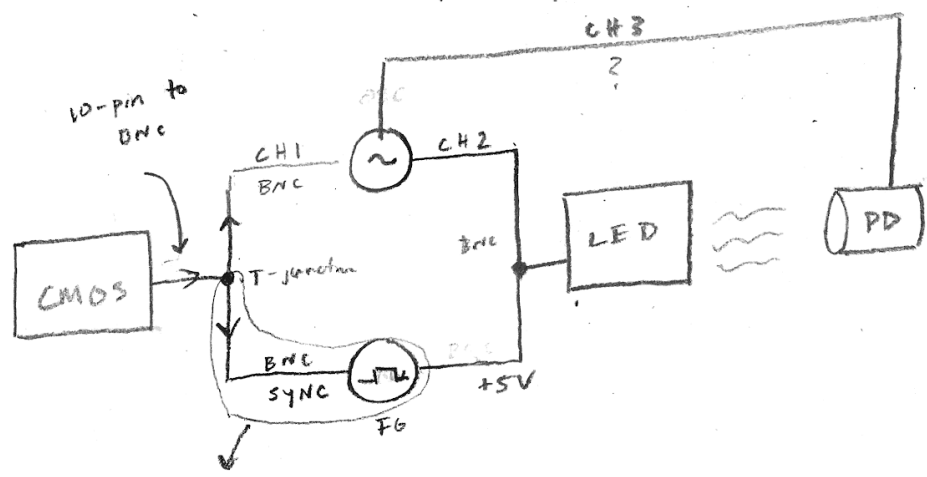 CH3
?
10-pin to
BNC
CH1
BNC
CH2
CMOS
T-junction
BNC
LED
PD
BNC
SYNC
FG
+5V